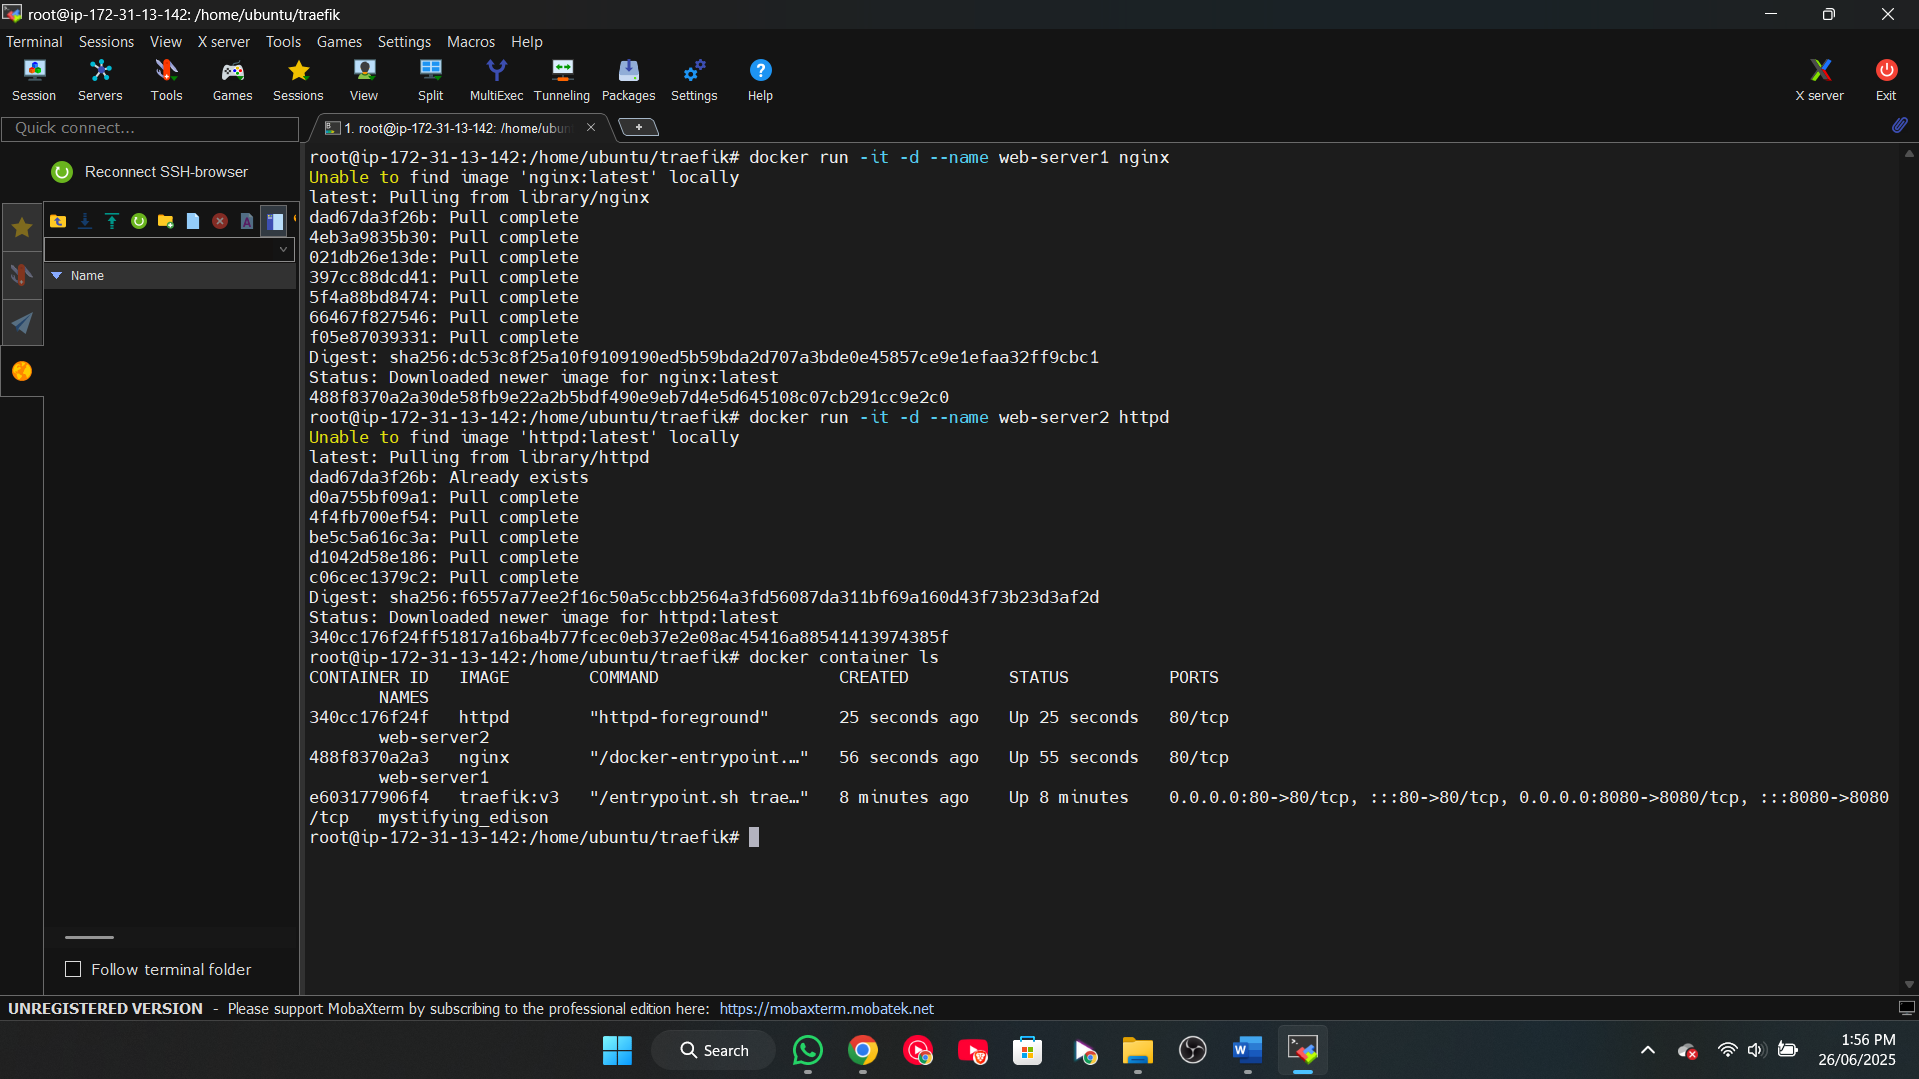 root@ip-172-31-13-142: /home/ubuntu/traefik
Terminal Sessions View X server Tools Games Settings Macros Help
Session Servers Tools Games Sessions View Split MultiExec Tunneling Packages Settings Help X server Exit
Quick connect...
1. root@ip-172-31-13-142: /home/ubun
Reconnect SSH-browser
Name
root@ip-172-31-13-142:/home/ubuntu/traefik# docker run -it -d --name web-server1 nginx
Unable to find image 'nginx:latest' locally
latest: Pulling from library/nginx
dad67da3f26b: Pull complete
4eb3a9835b30: Pull complete
021db26e13de: Pull complete
397cc88dcd41: Pull complete
5f4a88bd8474: Pull complete
66467f827546: Pull complete
f05e87039331: Pull complete
Digest: sha256:dc53c8f25a10f9109190ed5b59bda2d707a3bde0e45857ce9e1efaa32ff9cbc1
Status: Downloaded newer image for nginx:latest
488f8370a2a30de58fb9e22a2b5bdf490e9eb7d4e5d645108c07cb291cc9e2c0
root@ip-172-31-13-142:/home/ubuntu/traefik# docker run -it -d --name web-server2 httpd
Unable to find image 'httpd:latest' locally
latest: Pulling from library/httpd
dad67da3f26b: Already exists
d0a755bf09a1: Pull complete
4f4fb700ef54: Pull complete
be5c5a616c3a: Pull complete
d1042d58e186: Pull complete
c06cec1379c2: Pull complete
Digest: sha256:f6557a77ee2f16c50a5ccbb2564a3fd56087da311bf69a160d43f73b23d3af2d
Status: Downloaded newer image for httpd:latest
340cc176f24ff51817a16ba4b77fcec0eb37e2e08ac45416a88541413974385f
root@ip-172-31-13-142:/home/ubuntu/traefik# docker container ls
CONTAINER ID   IMAGE        COMMAND                  CREATED          STATUS          PORTS
NAMES
340cc176f24f   httpd        "httpd-foreground"       25 seconds ago   Up 25 seconds   80/tcp
web-server2
488f8370a2a3   nginx        "/docker-entrypoint.…"   56 seconds ago   Up 55 seconds   80/tcp
web-server1
e603177906f4   traefik:v3   "/entrypoint.sh trae…"   8 minutes ago    Up 8 minutes    0.0.0.0:80->80/tcp, :::80->80/tcp, 0.0.0.0:8080->8080/tcp, :::8080->8080
/tcp   mystifying_edison
root@ip-172-31-13-142:/home/ubuntu/traefik#
Follow terminal folder
UNREGISTERED VERSION - Please support MobaXterm by subscribing to the professional edition here: https://mobaxterm.mobatek.net
Search
1:56 PM
26/06/2025